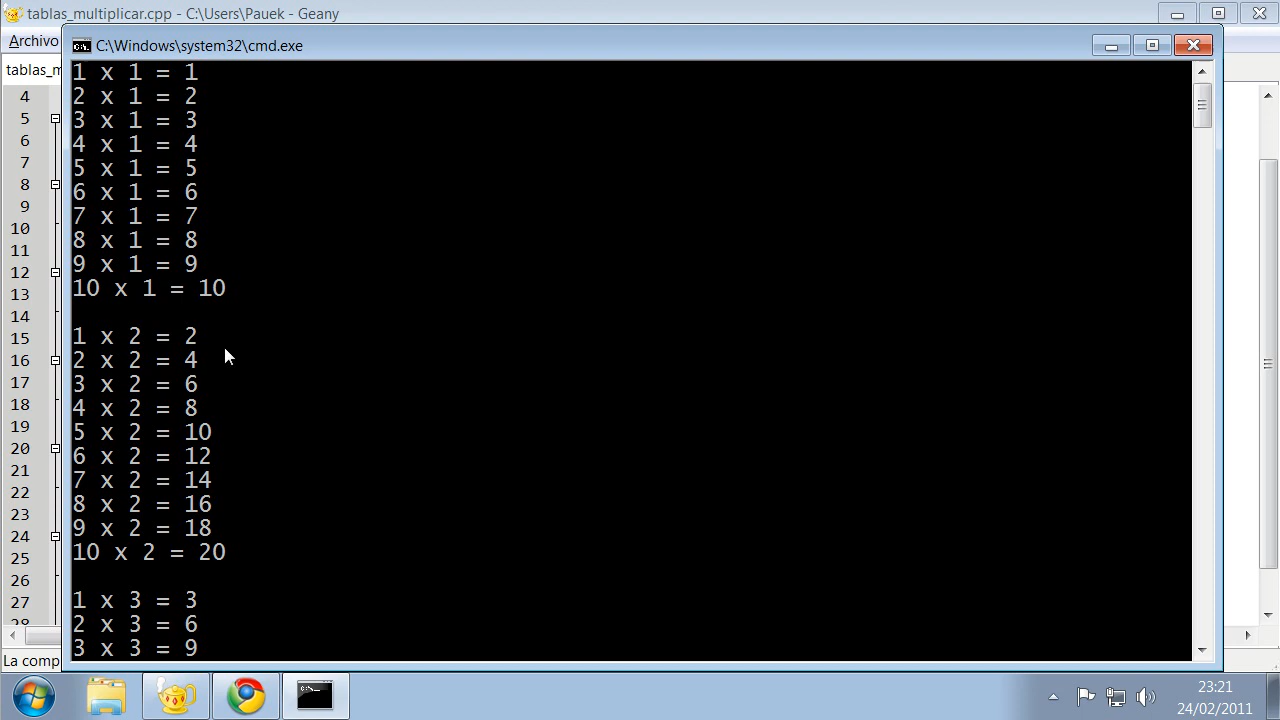 tablas_multiplicar.cpp - C:\Users\Pauek - Geany
Archivo
C:\Windows\system32\cmd.exe
tablas_m
4
5
6
7
8
9
10
11
12
13
14
15
16
17
18
19
20
21
22
23
24
25
26
27
28
1 x 1 = 1
2 x 1 = 2
3 x 1 = 3
4 x 1 = 4
5 x 1 = 5
6 x 1 = 6
7 x 1 = 7
8 x 1 = 8
9 x 1 = 9
10 x 1 = 10
1 x 2 = 2
2 x 2 = 4
3 x 2 = 6
4 x 2 = 8
5 x 2 = 10
6 x 2 = 12
7 x 2 = 14
8 x 2 = 16
9 x 2 = 18
10 x 2 = 20
1 x 3 = 3
2 x 3 = 6
3 x 3 = 9
La comp
23:21
24/02/2011